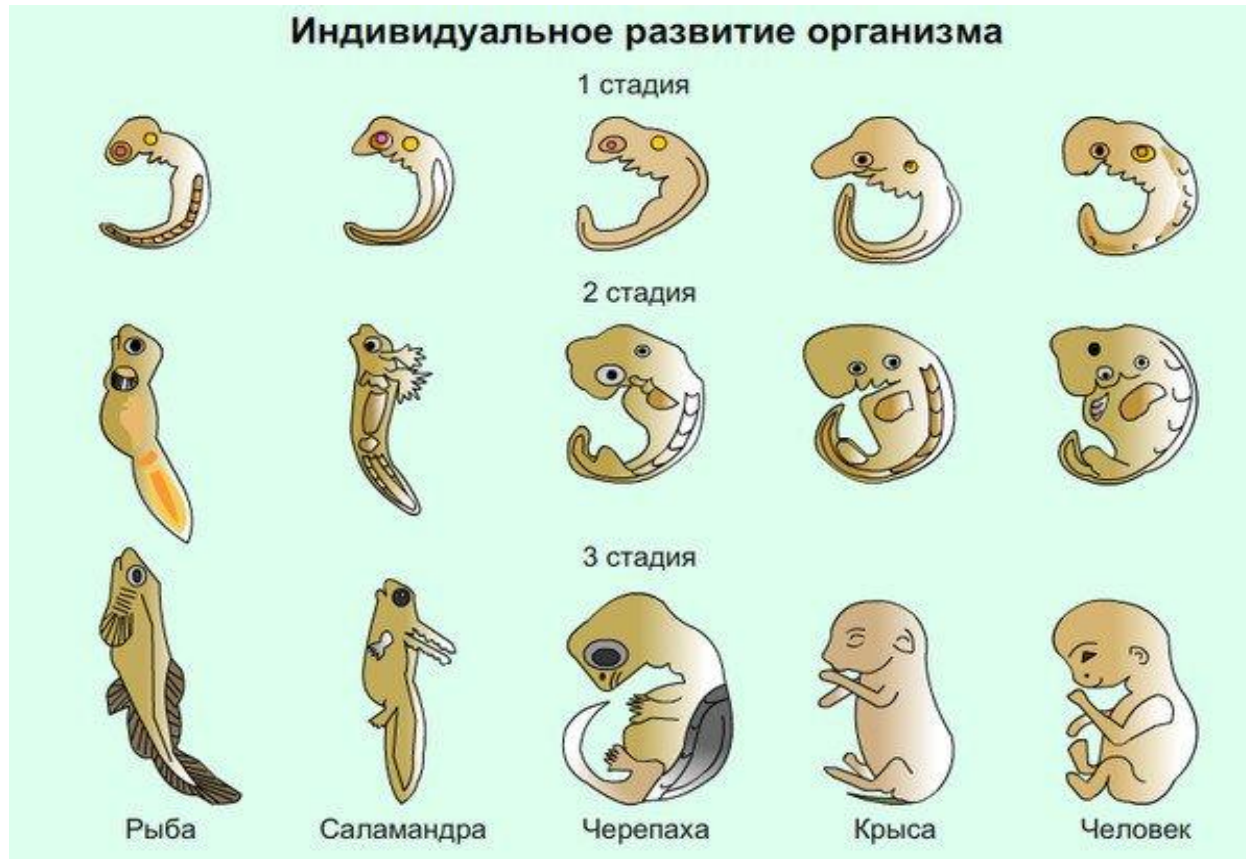 Индивидуальное развитие организма
1 стадия
2 стадия
3 стадия
Рыба Саламандра Черепаха Крыса Человек